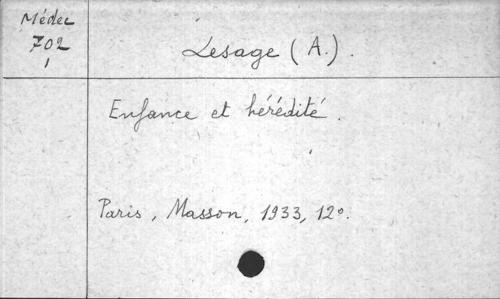 Médec
702
1
Lesage (A.).
Enfance et hérédité.
Paris, Masson, 1933, 12°.